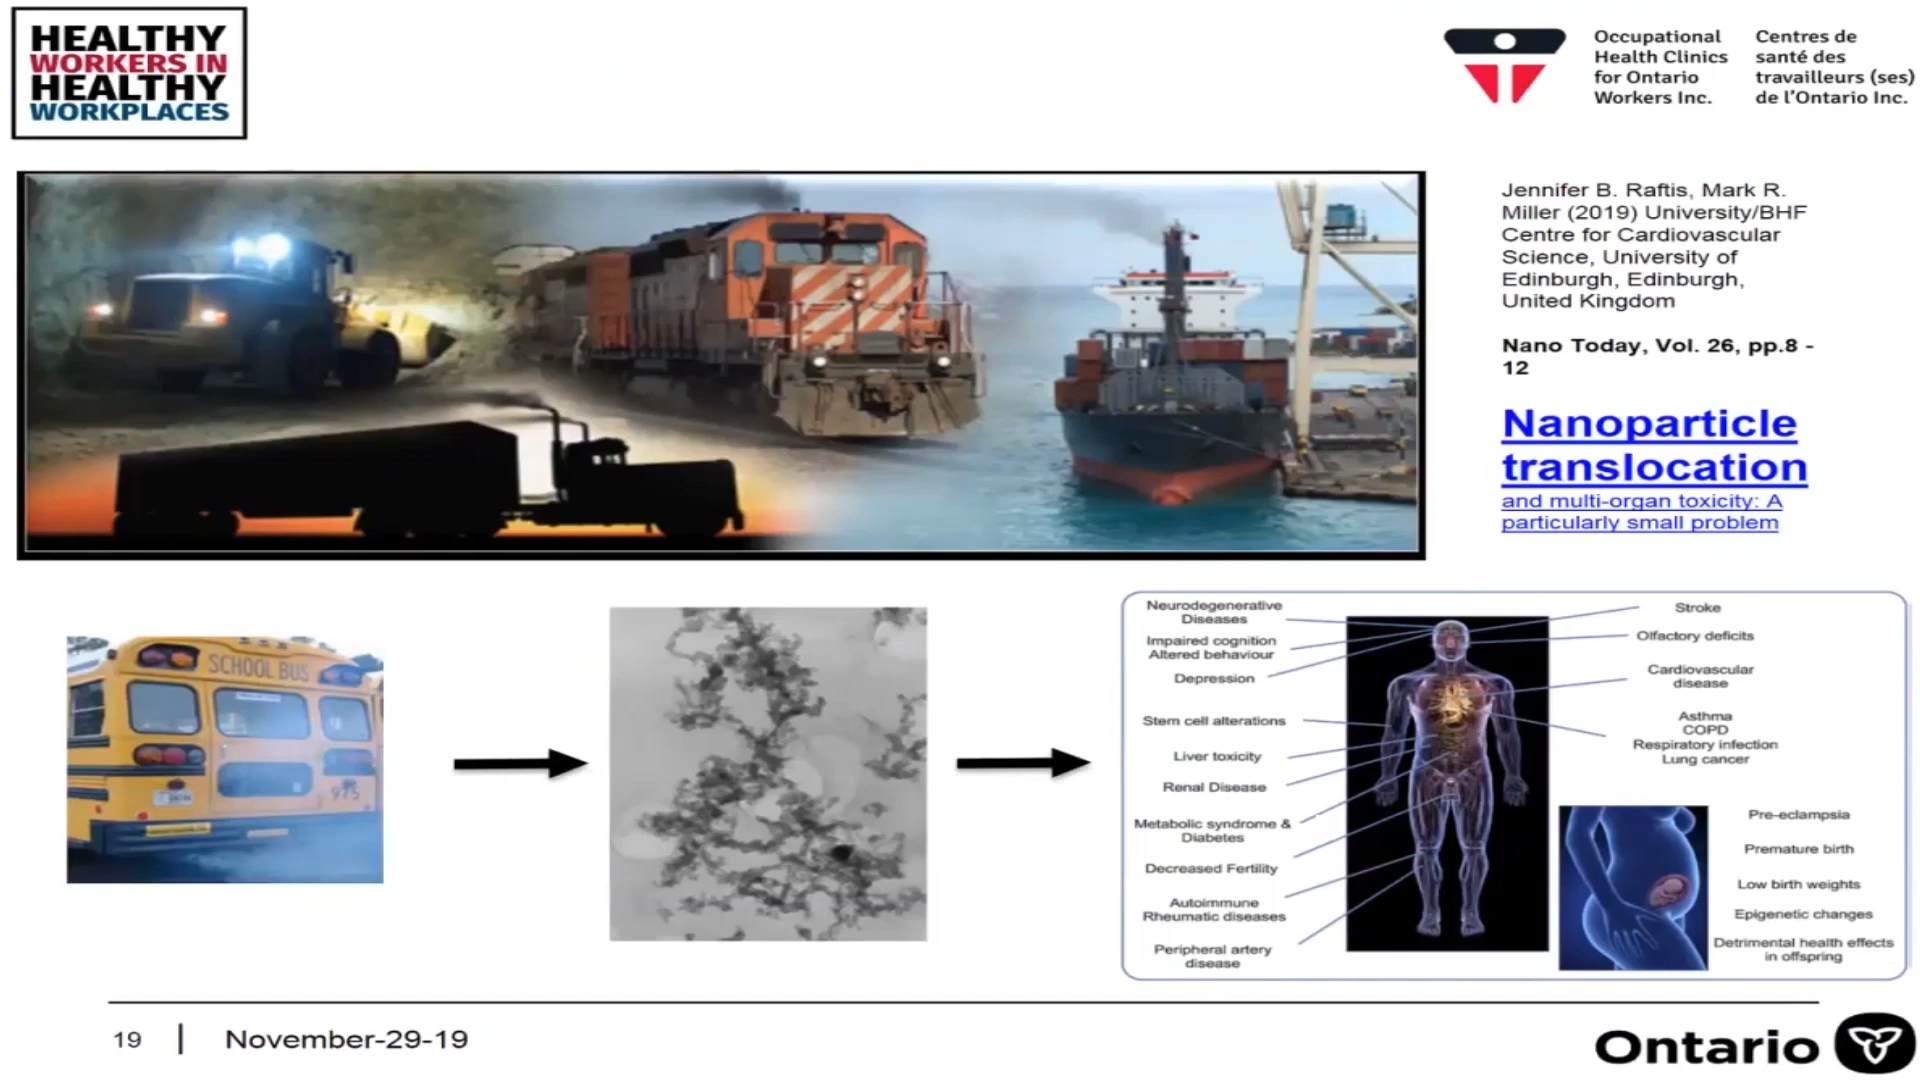 HEALTHY
WORKERS IN
HEALTHY
WORKPLACES
Occupational
Health Clinics
for Ontario
Workers Inc.
Centres de
santé des
travailleurs (ses)
de l'Ontario Inc.
Jennifer B. Raftis, Mark R.
Miller (2019) University/BHF
Centre for Cardiovascular
Science, University of
Edinburgh, Edinburgh,
United Kingdom
Nano Today, Vol. 26, pp.8 -
12
Nanoparticle
translocation
and multi-organ toxicity: A
particularly small problem
SCHOOL BUS
975
Neurodegenerative
Diseases
Impaired cognition
Altered behaviour
Depression
Stem cell alterations
Liver toxicity
Renal Disease
Metabolic syndrome &
Diabetes
Decreased Fertility
Autoimmune
Rheumatic diseases
Peripheral artery
disease
Stroke
Olfactory deficits
Cardiovascular
disease
Asthma
COPD
Respiratory infection
Lung cancer
Pre-eclampsia
Premature birth
Low birth weights
Epigenetic changes
Detrimental health effects
in offspring
19
November-29-19
Ontario